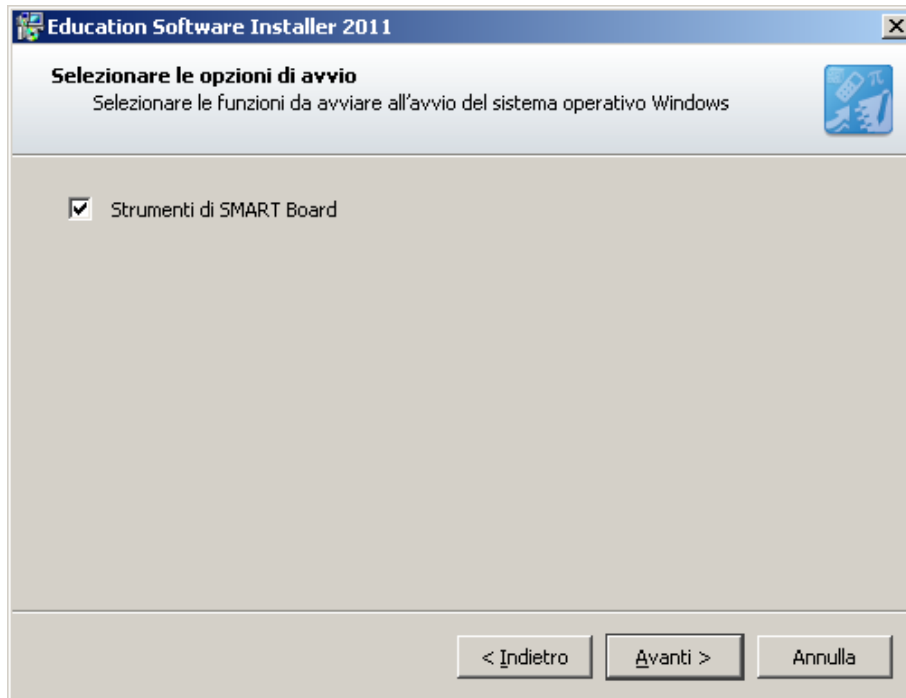 Education Software Installer 2011
Selezionare le opzioni di avvio
Selezionare le funzioni da avviare all'avvio del sistema operativo Windows
Strumenti di SMART Board
< Indietro
Avanti >
Annulla